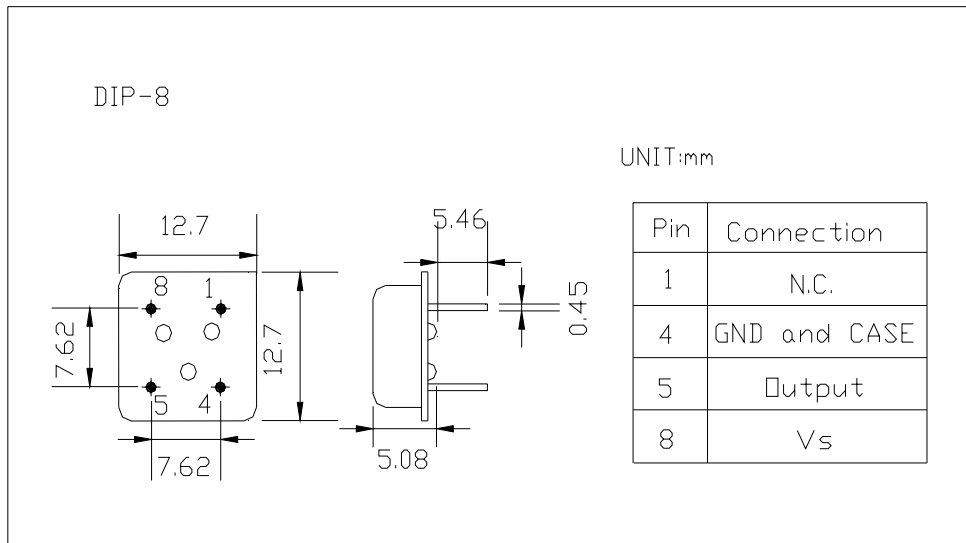 DIP-8
UNIT:mm
12.7
8 1
7.62
5 4
7.62
12.7
5.46
0.45
5.08
Pin Connection
1 N.C.
4 GND and CASE
5 Output
8 Vs